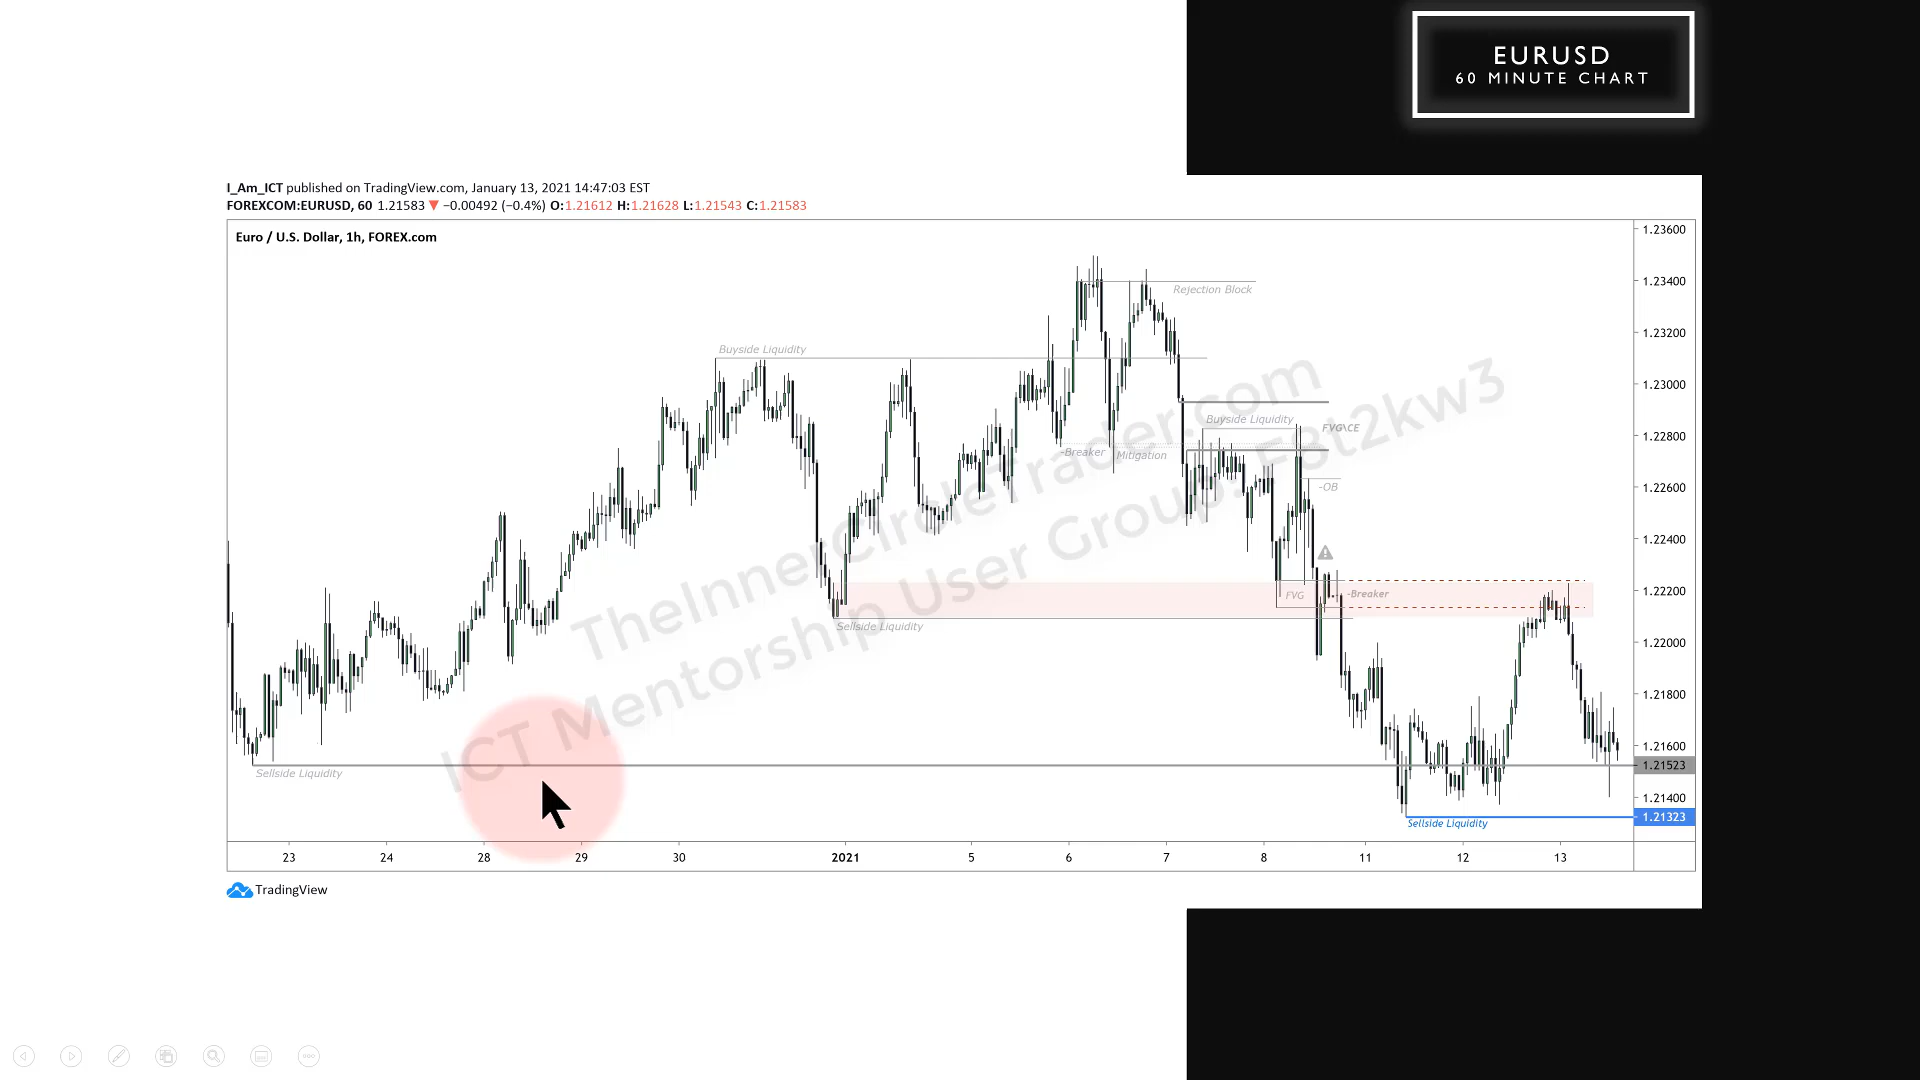 EURUSD
60 MINUTE CHART
I_Am_ICT published on TradingView.com, January 13, 2021 14:47:03 EST
FOREXCOM:EURUSD, 60 1.21583 ▼ −0.00492 (−0.4%) O:1.21612 H:1.21628 L:1.21543 C:1.21583
Euro / U.S. Dollar, 1h, FOREX.com
1.23600
1.23400
Rejection Block
1.23200
Buyside Liquidity
1.23000
Buyside Liquidity
FVG\CE
1.22800
-Breaker
Mitigation
1.22600
-OB
1.22400
TheInnerCircleTrader.com
ICT Mentorship User Group: F8t2kw3
FVG
-Breaker
1.22200
Sellside Liquidity
1.22000
1.21800
1.21600
1.21523
Sellside Liquidity
1.21400
1.21323
Sellside Liquidity
23 24 28 29 30 2021 5 6 7 8 11 12 13
TradingView